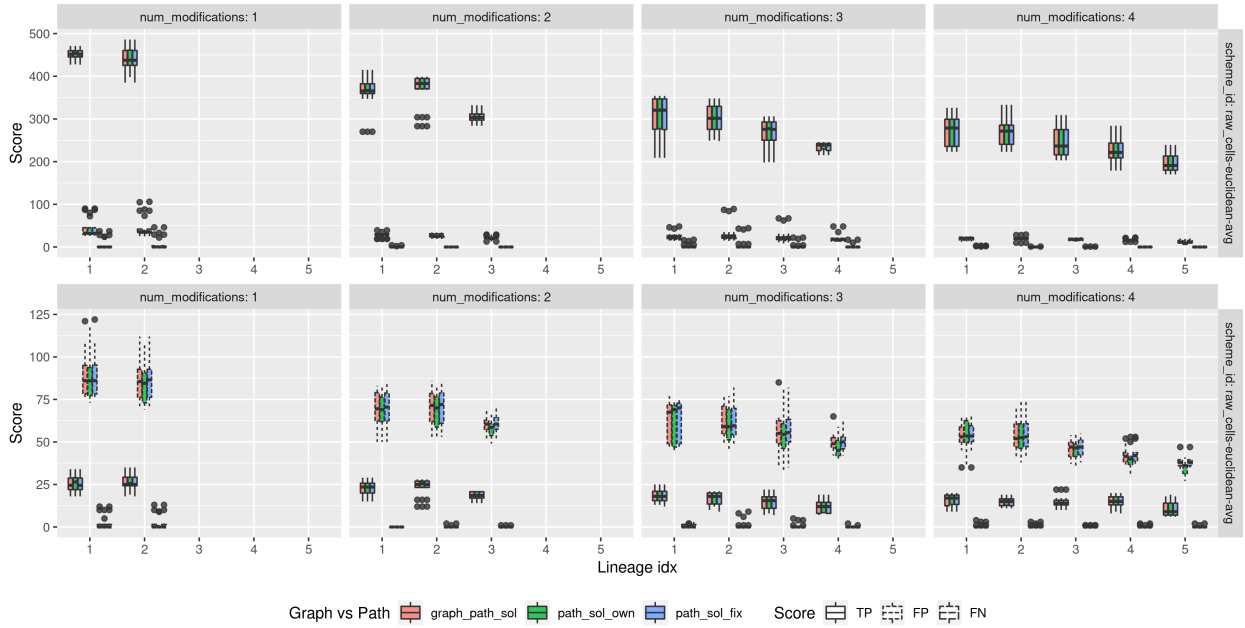 num_modifications: 1 num_modifications: 2 num_modifications: 3 num_modifications: 4
500
400
300
200
100
0
Score
scheme_id: raw_cells-euclidean-avg
1 2 3 4 5 1 2 3 4 5 1 2 3 4 5 1 2 3 4 5
num_modifications: 1 num_modifications: 2 num_modifications: 3 num_modifications: 4
125
100
75
50
25
0
Score
scheme_id: raw_cells-euclidean-avg
1 2 3 4 5 1 2 3 4 5 1 2 3 4 5 1 2 3 4 5
Lineage idx
Graph vs Path graph_path_sol path_sol_own path_sol_fix Score TP FP FN